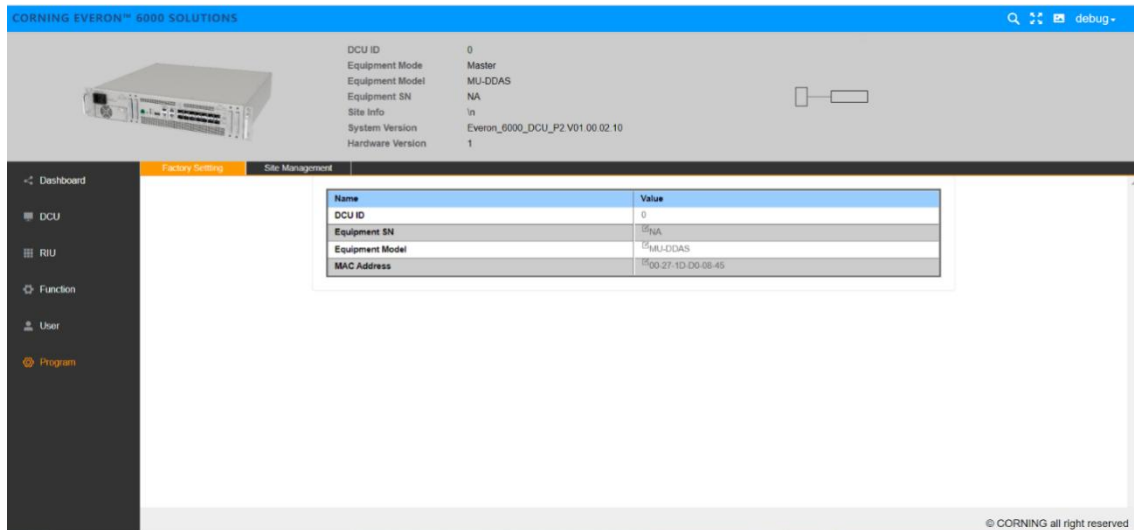 CORNING EVERON™ 6000 SOLUTIONS
debug
DCU ID 0
Equipment Mode Master
Equipment Model MU-DDAS
Equipment SN NA
Site Info \n
System Version Everon_6000_DCU_P2.V01.00.02.10
Hardware Version 1
Factory Setting Site Management
Dashboard
DCU
RIU
Function
User
Program
Name Value
DCU ID 0
Equipment SN NA
Equipment Model MU-DDAS
MAC Address 00-27-1D-D0-08-45
© CORNING all right reserved